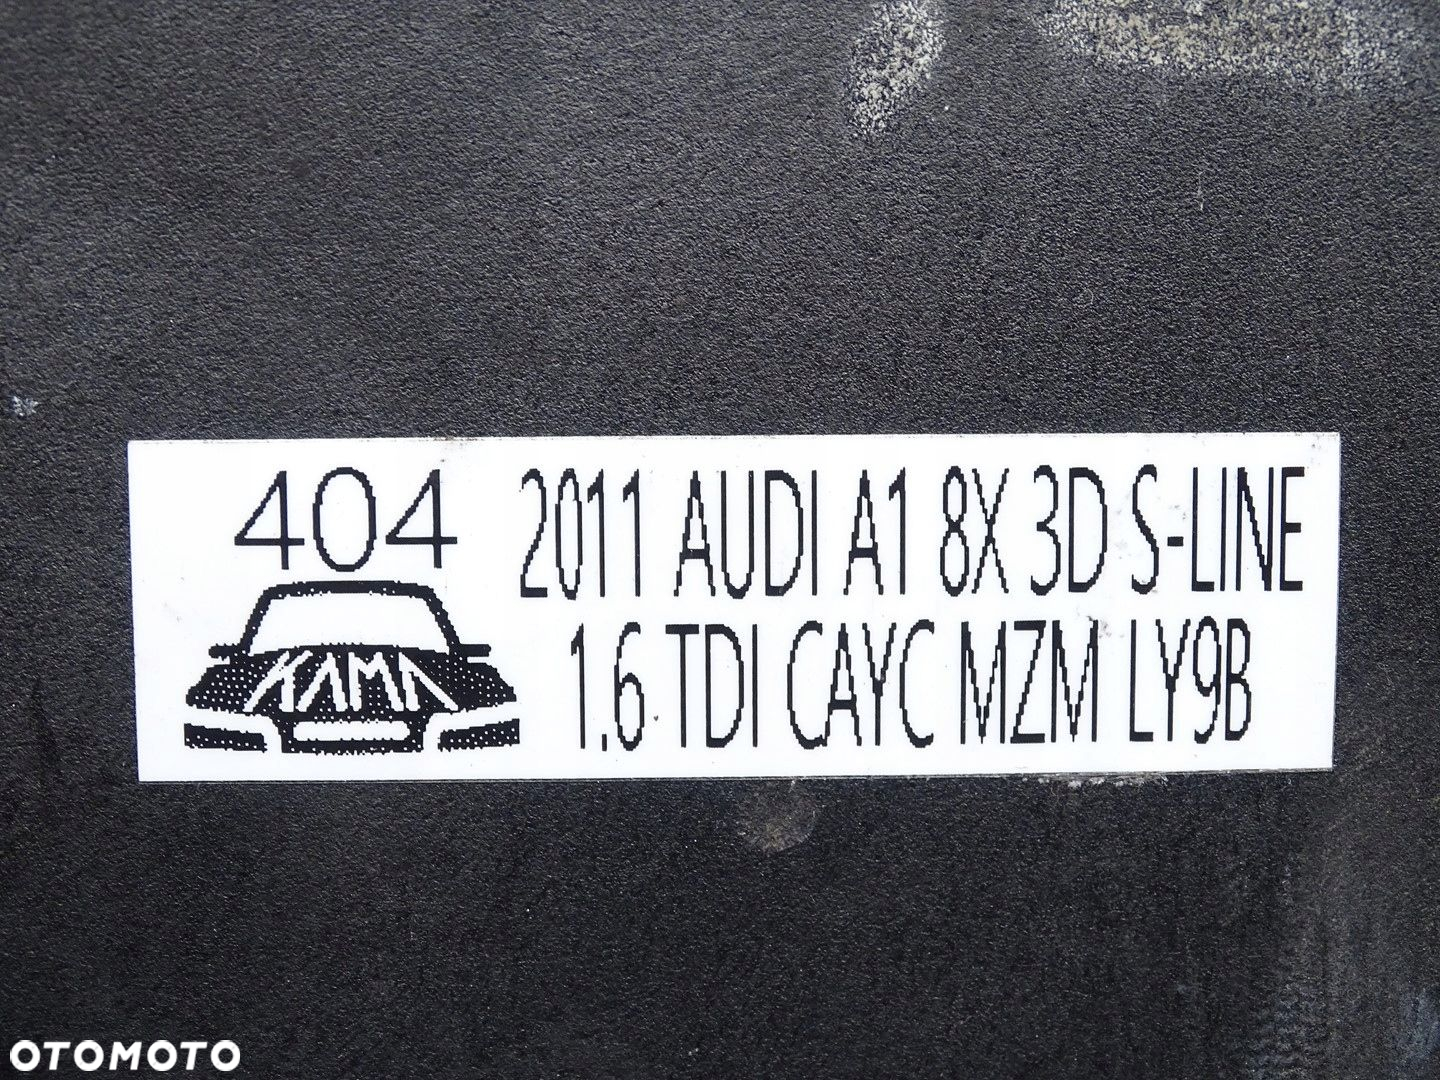 404
KAMA
2011 AUDI A1 8X 3D S-LINE
1.6 TDI CAYC MZM LY9B
OTOMOTO